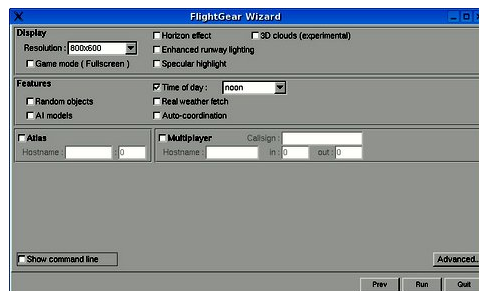 FlightGear Wizard
Display
Horizon effect
3D clouds (experimental)
Resolution : 800x600
Enhanced runway lighting
Game mode ( Fullscreen )
Specular highlight
Features
Time of day : noon
Random objects
Real weather fetch
AI models
Auto-coordination
Atlas
Multiplayer
Callsign :
Hostname : : 0
Hostname : in : 0 out : 0
Show command line
Advanced...
Prev
Run
Quit